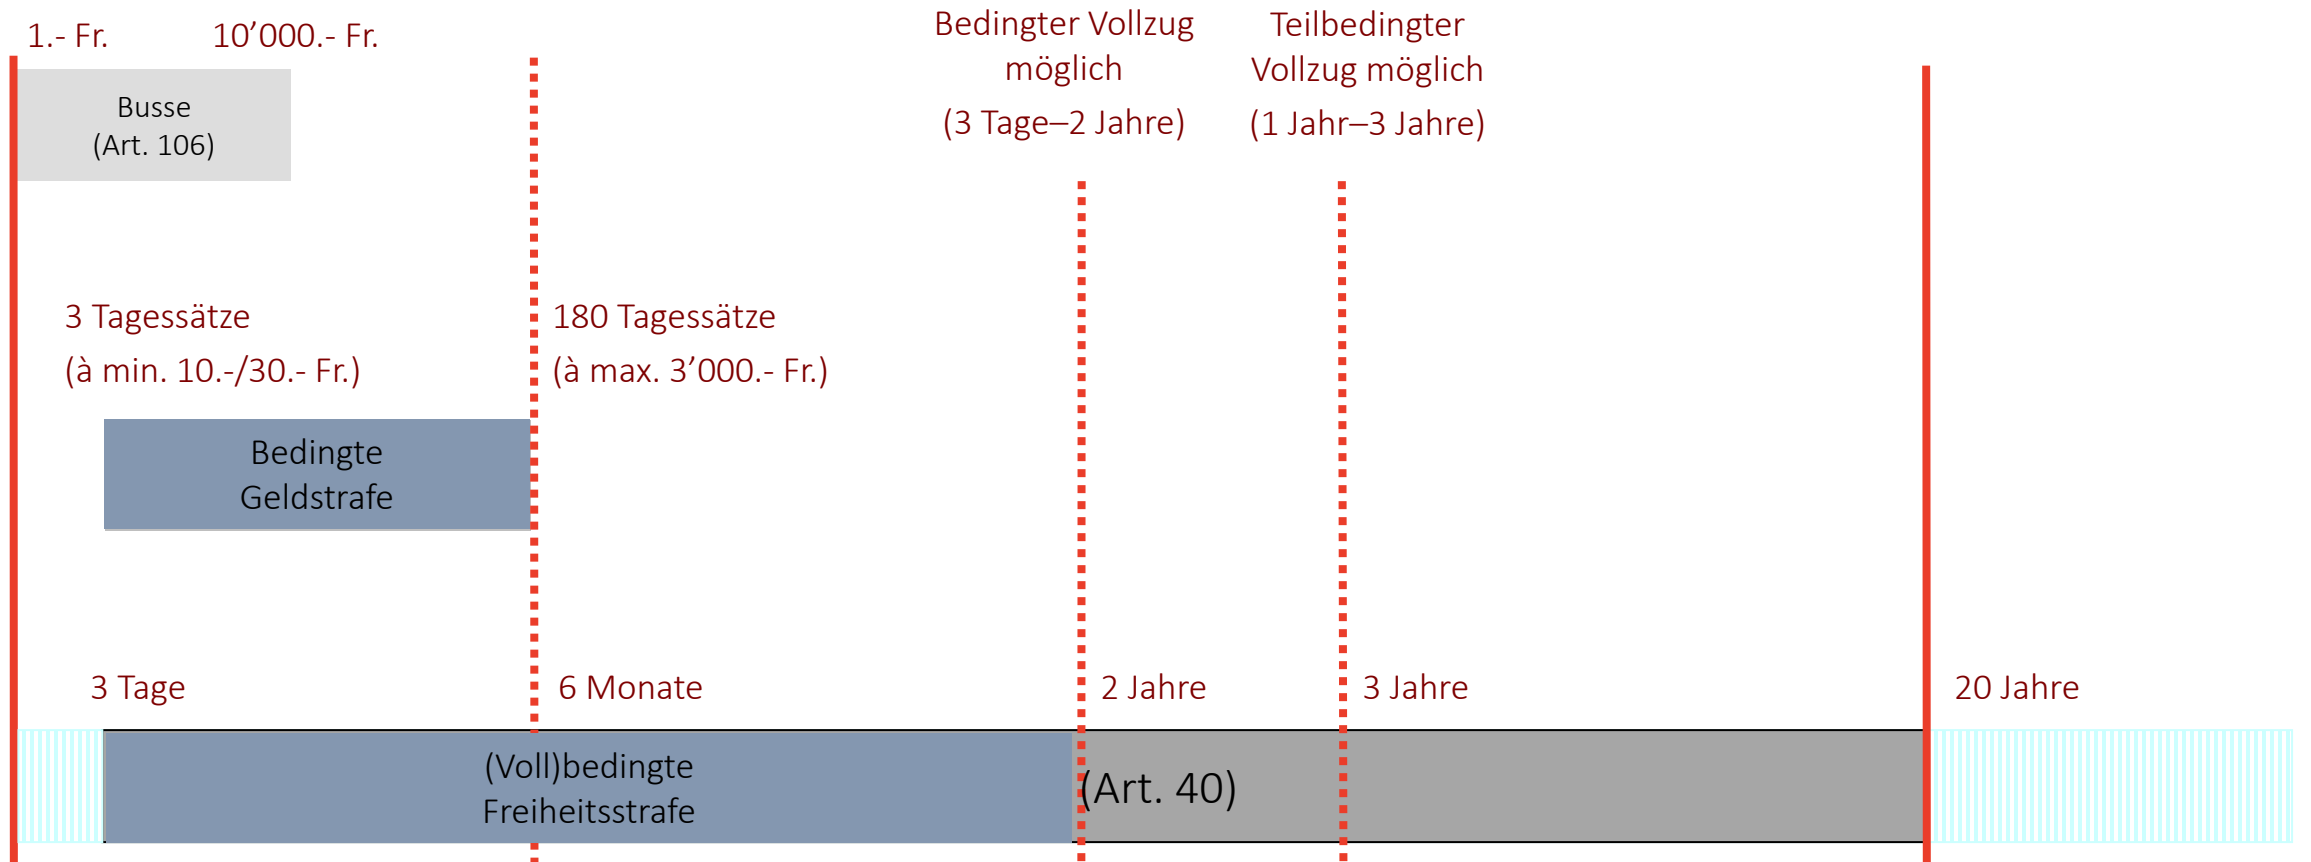 1.- Fr.
10’000.- Fr.
Busse
(Art. 106)
Bedingter Vollzug
möglich
(3 Tage–2 Jahre)
Teilbedingter
Vollzug möglich
(1 Jahr–3 Jahre)
3 Tagessätze
(à min. 10.-/30.- Fr.)
180 Tagessätze
(à max. 3’000.- Fr.)
Bedingte
Geldstrafe
3 Tage
6 Monate
2 Jahre
3 Jahre
20 Jahre
(Voll)bedingte
Freiheitsstrafe
(Art. 40)